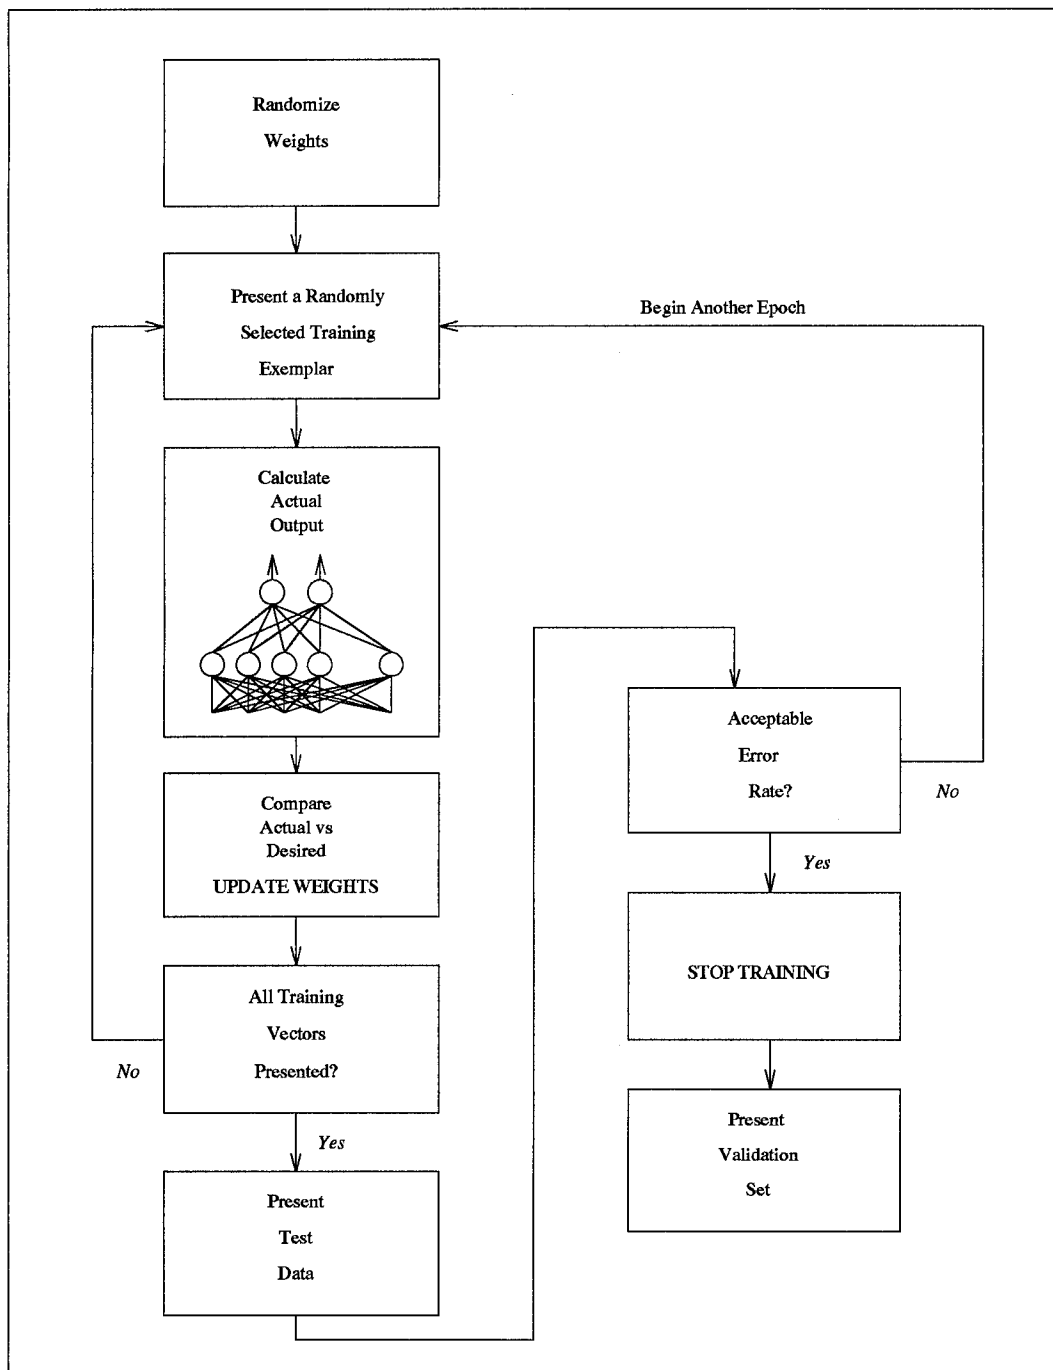 Randomize
Weights
Present a Randomly
Selected Training
Exemplar
Begin Another Epoch
Calculate
Actual
Output
Compare
Actual vs
Desired
UPDATE WEIGHTS
All Training
Vectors
Presented?
No
Yes
Present
Test
Data
Acceptable
Error
Rate?
No
Yes
STOP TRAINING
Present
Validation
Set